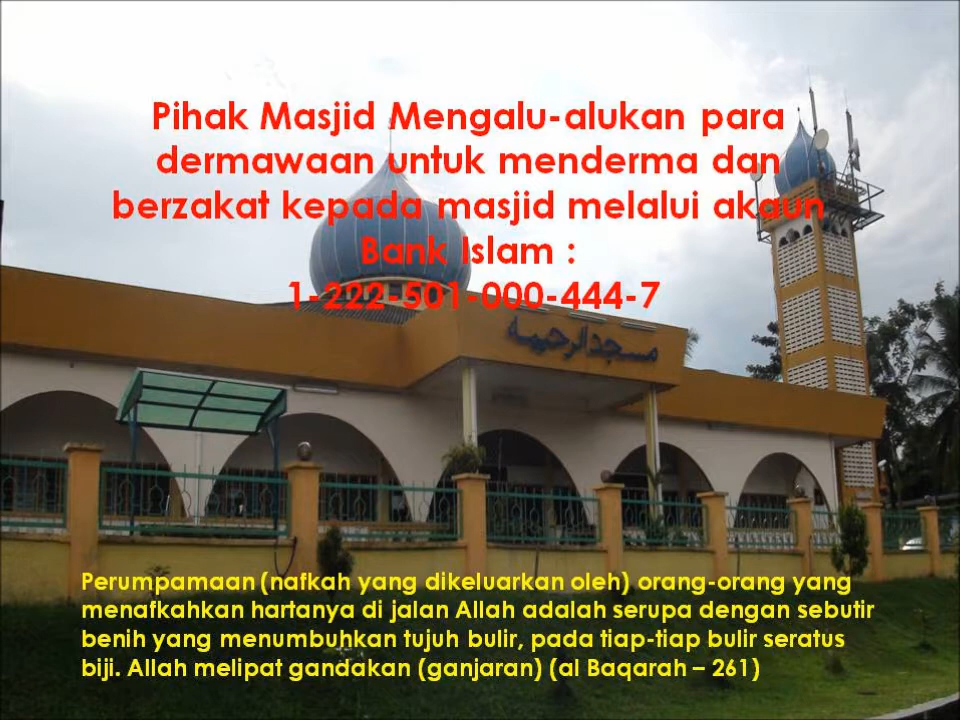 Pihak Masjid Mengalu-alukan para
dermawaan untuk menderma dan
berzakat kepada masjid melalui akaun
Bank Islam :
1-222-501-000-444-7
مسجد الرحيمه
Perumpamaan (nafkah yang dikeluarkan oleh) orang-orang yang
menafkahkan hartanya di jalan Allah adalah serupa dengan sebutir
benih yang menumbuhkan tujuh bulir, pada tiap-tiap bulir seratus
biji. Allah melipat gandakan (ganjaran) (al Baqarah – 261)